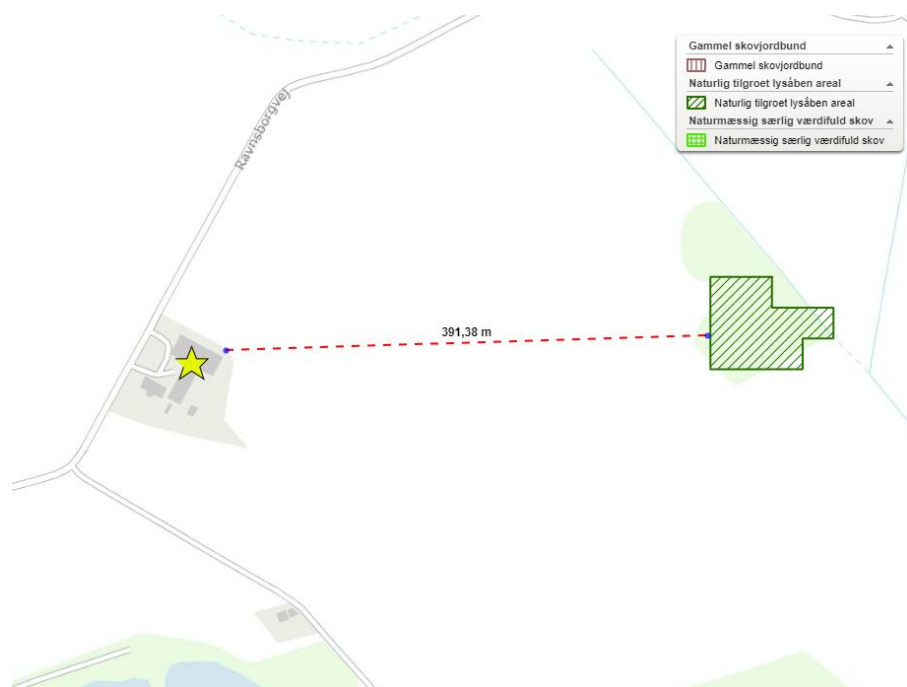 Gammel skovjordbund
Gammel skovjordbund
Naturlig tilgroet lysåben areal
Naturlig tilgroet lysåben areal
Naturmæssig særlig værdifuld skov
Naturmæssig særlig værdifuld skov
Ravnsborgvej
391,38 m